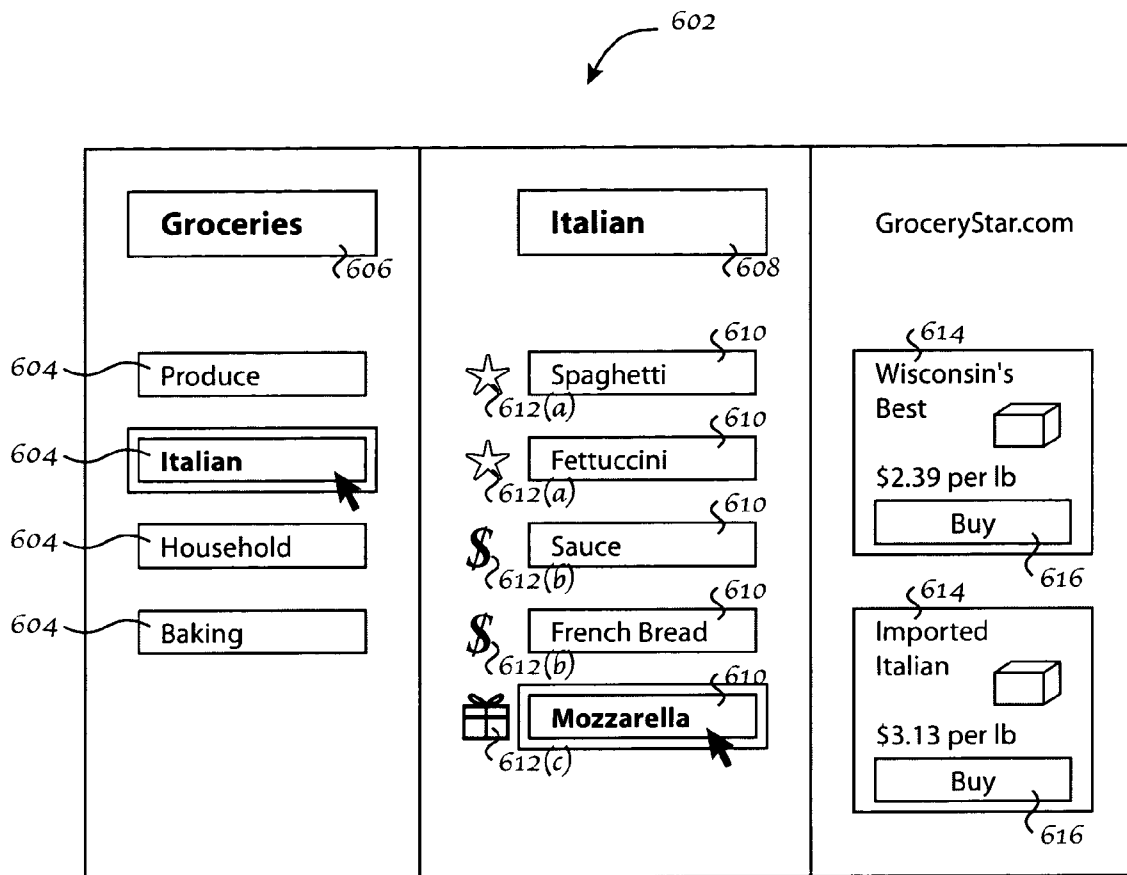 602
Groceries
606
604
Produce
604
Italian
604
Household
604
Baking
Italian
608
610
Spaghetti
612(a)
610
Fettuccini
612(a)
610
Sauce
612(b)
610
French Bread
612(b)
610
Mozzarella
612(c)
GroceryStar.com
614
Wisconsin's
Best
$2.39 per lb
Buy
616
614
Imported
Italian
$3.13 per lb
Buy
616